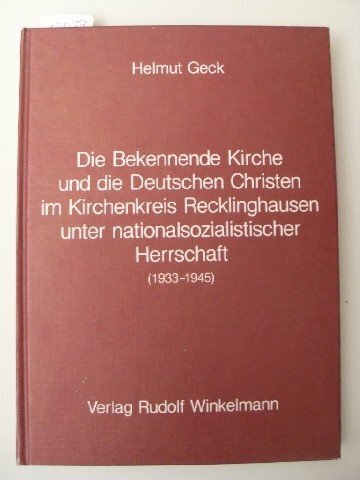 Helmut Geck
Die Bekennende Kirche
und die Deutschen Christen
im Kirchenkreis Recklinghausen
unter nationalsozialistischer
Herrschaft
(1933-1945)
Verlag Rudolf Winkelmann